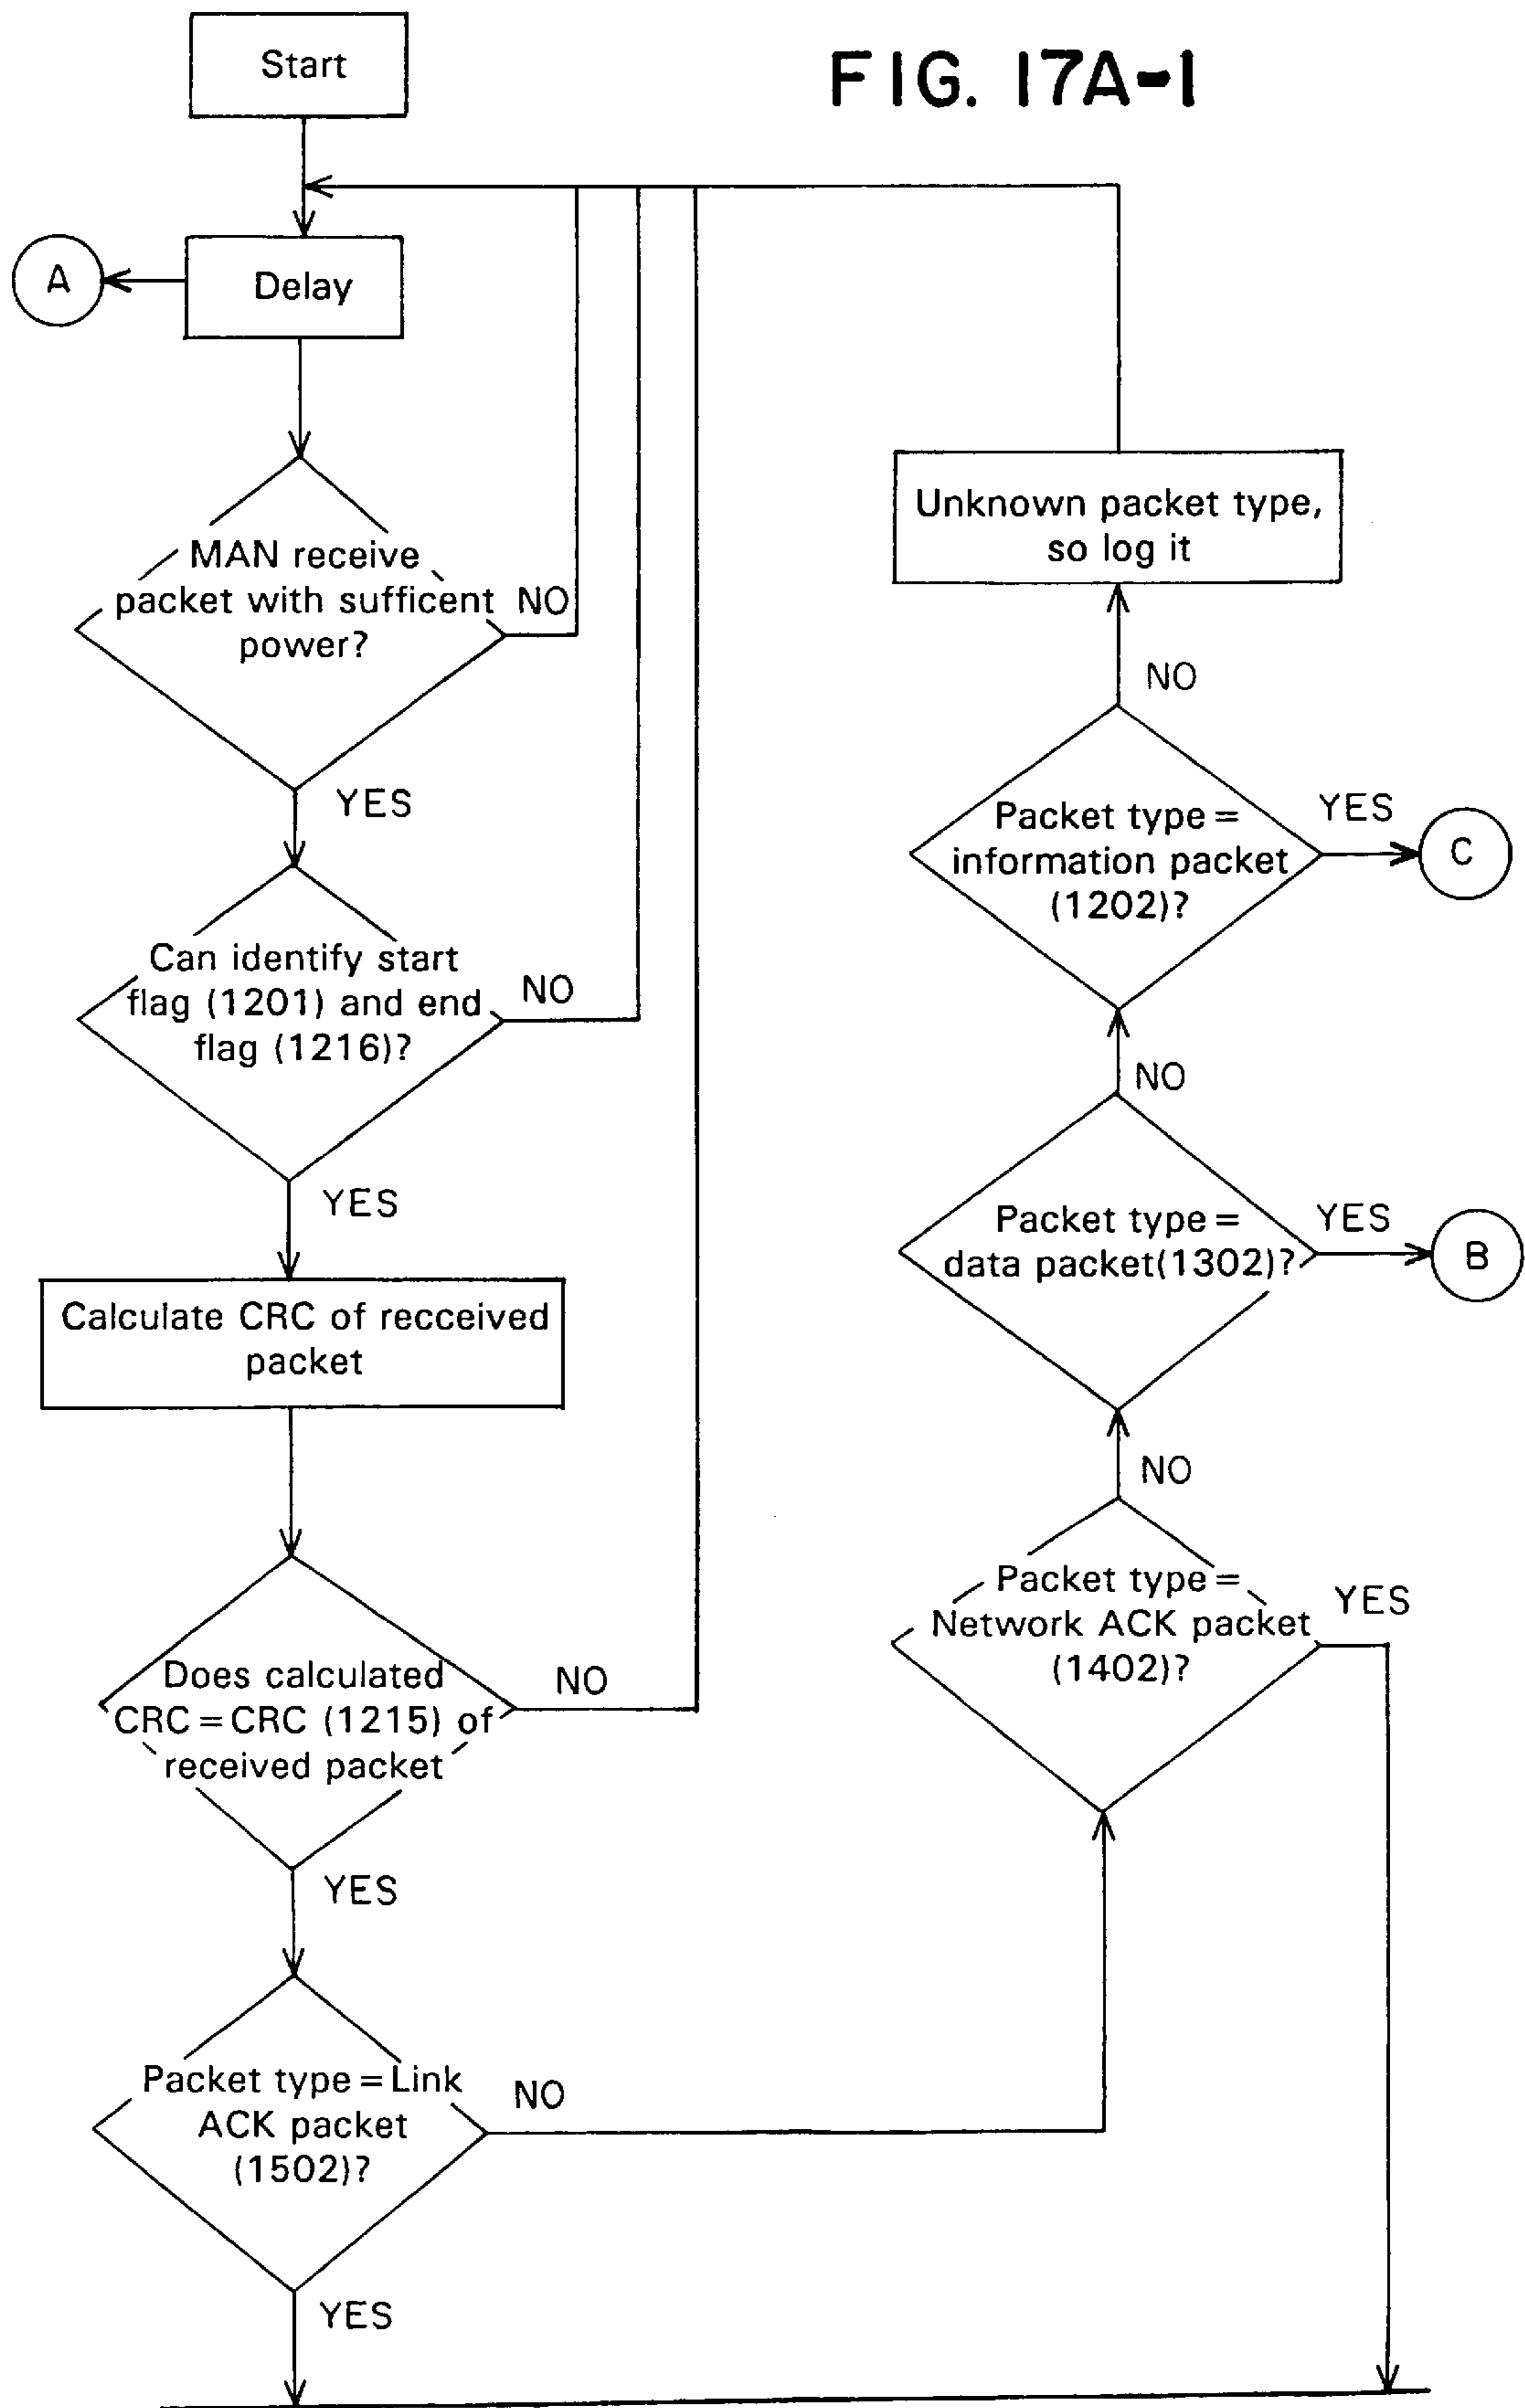 FIG. 17A-1
Start
A
Delay
MAN receive
packet with sufficent
power?
NO
YES
Can identify start
flag (1201) and end
flag (1216)?
NO
YES
Calculate CRC of recceived
packet
Does calculated
CRC=CRC (1215) of
received packet
NO
YES
Packet type=Link
ACK packet
(1502)?
NO
YES
Unknown packet type,
so log it
NO
Packet type=
information packet
(1202)?
YES
C
NO
Packet type=
data packet(1302)?
YES
B
NO
Packet type=
Network ACK packet
(1402)?
YES